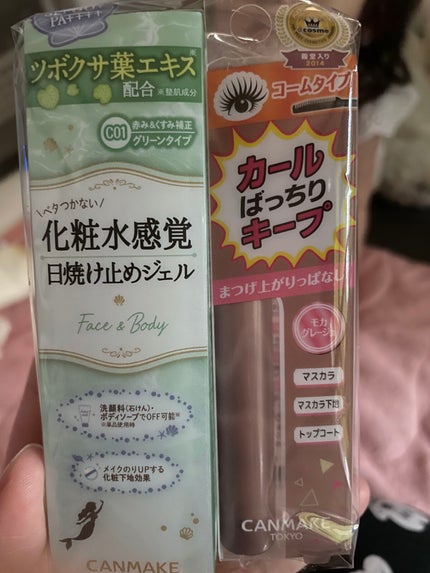 PA++++
ツボクサ葉エキス※
配合 ※整肌成分
C01
赤み&くすみ補正
グリーンタイプ
ベタつかない
化粧水感覚
日焼け止めジェル
Face & Body
洗顔料(石けん)・
ボディソープでOFF可能※
※単品使用時
メイクのりUPする
化粧下地効果
CANMAKE
@cosme
殿堂入り
2014
コームタイプ
カール
ばっちり
キープ
まつげ上がりっぱなし
モカ
グレージュ
マスカラ
マスカラ下地
トップコート
CANMAKE
TOKYO